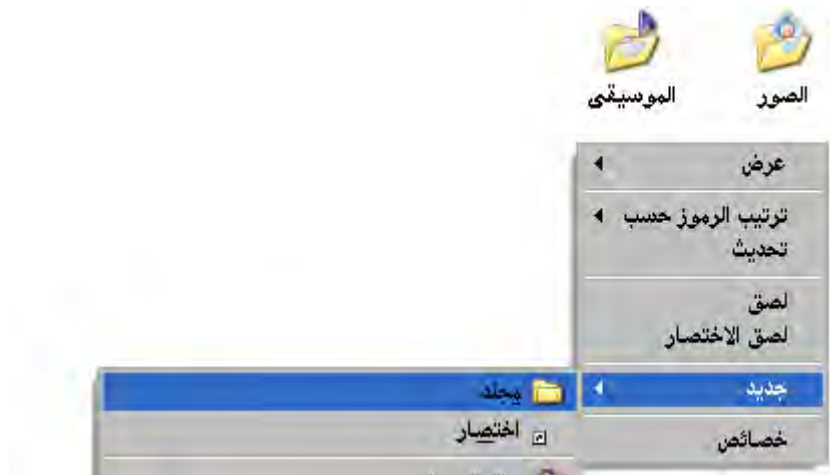 الصور
الموسيقى
عرض
ترتيب الرموز حسب
تحديث
لصق
لصق الاختصار
جديد
خصائص
مجلد
اختصار